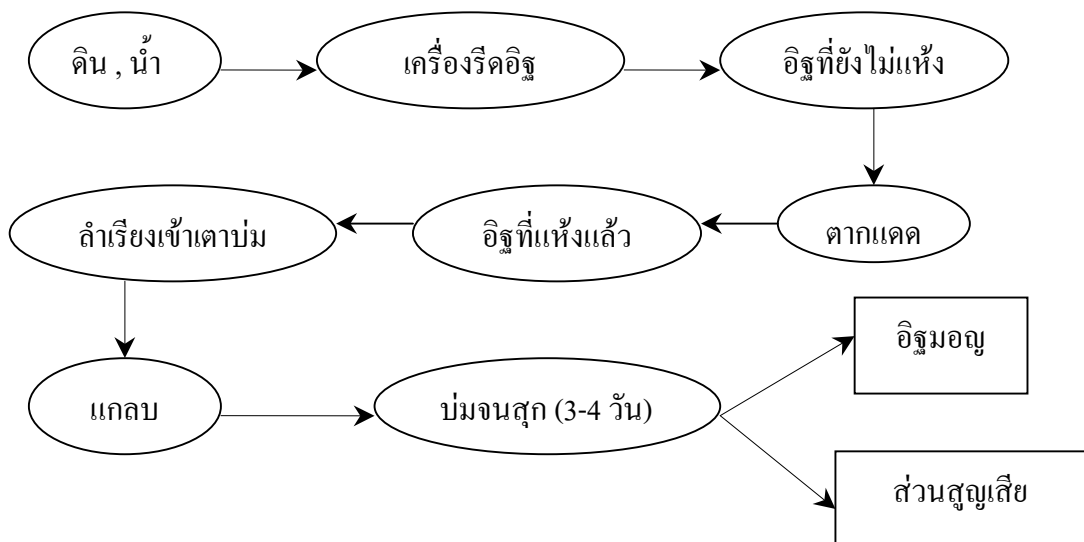 ดิน , น้ำ
เครื่องรีดอิฐ
อิฐที่ยังไม่แห้ง
ตากแดด
อิฐที่แห้งแล้ว
ลำเรียงเข้าเตาบ่ม
แกลบ
บ่มจนสุก (3-4 วัน)
อิฐมอญ
ส่วนสูญเสีย